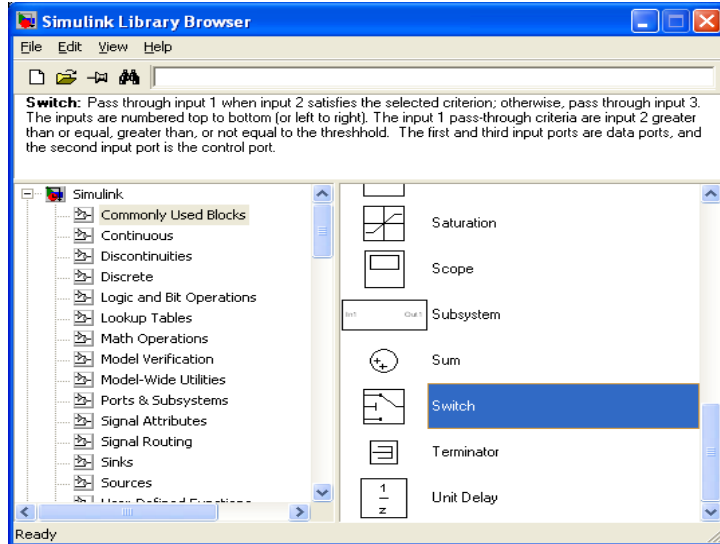 Simulink Library Browser
File Edit View Help
Switch: Pass through input 1 when input 2 satisfies the selected criterion; otherwise, pass through input 3.
The inputs are numbered top to bottom (or left to right). The input 1 pass-through criteria are input 2 greater
than or equal, greater than, or not equal to the threshhold. The first and third input ports are data ports, and
the second input port is the control port.
Simulink
Commonly Used Blocks
Continuous
Discontinuities
Discrete
Logic and Bit Operations
Lookup Tables
Math Operations
Model Verification
Model-Wide Utilities
Ports & Subsystems
Signal Attributes
Signal Routing
Sinks
Sources
User-Defined Functions
Saturation
Scope
In1 Out1 Subsystem
++ Sum
Switch
Terminator
1
z
Unit Delay
Ready